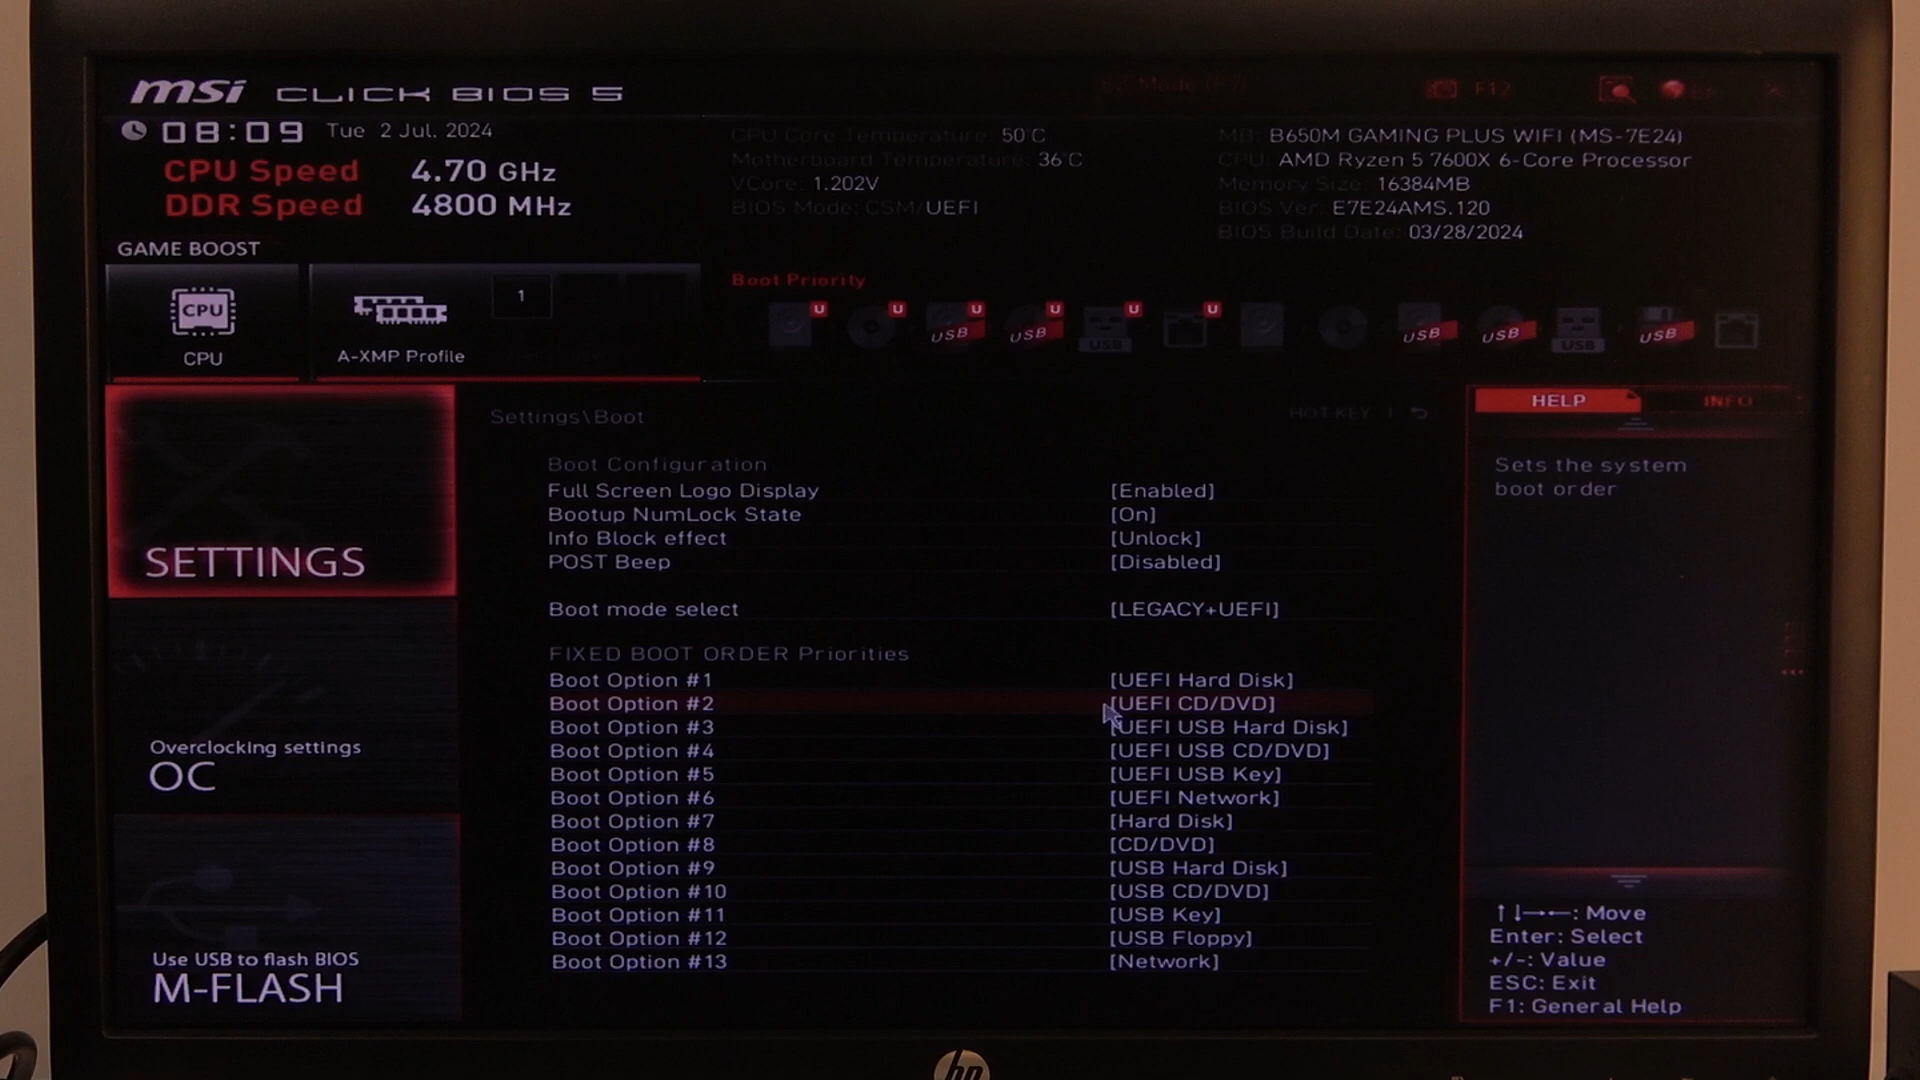 msi CLICK BIOS 5
F12
08:09 Tue 2 Jul, 2024
CPU Speed 4.70 GHz
DDR Speed 4800 MHz
CPU Core Temperature: 50°C
Motherboard Temperature: 36°C
VCore: 1.202V
BIOS Mode: CSM/UEFI
MB: B650M GAMING PLUS WIFI (MS-7E24)
CPU: AMD Ryzen 5 7600X 6-Core Processor
Memory Size: 16384MB
BIOS Ver: E7E24AMS.120
BIOS Build Date: 03/28/2024
GAME BOOST
CPU
CPU
1
A-XMP Profile
Boot Priority
U U U U U U
USB USB USB USB USB USB USB
SETTINGS
Overclocking settings
OC
Use USB to flash BIOS
M-FLASH
Settings\Boot
HOT KEY
Boot Configuration
Full Screen Logo Display [Enabled]
Bootup NumLock State [On]
Info Block effect [Unlock]
POST Beep [Disabled]
Boot mode select [LEGACY+UEFI]
FIXED BOOT ORDER Priorities
Boot Option #1 [UEFI Hard Disk]
Boot Option #2 [UEFI CD/DVD]
Boot Option #3 [UEFI USB Hard Disk]
Boot Option #4 [UEFI USB CD/DVD]
Boot Option #5 [UEFI USB Key]
Boot Option #6 [UEFI Network]
Boot Option #7 [Hard Disk]
Boot Option #8 [CD/DVD]
Boot Option #9 [USB Hard Disk]
Boot Option #10 [USB CD/DVD]
Boot Option #11 [USB Key]
Boot Option #12 [USB Floppy]
Boot Option #13 [Network]
HELP INFO
Sets the system
boot order
↑↓→←: Move
Enter: Select
+/-: Value
ESC: Exit
F1: General Help
hp